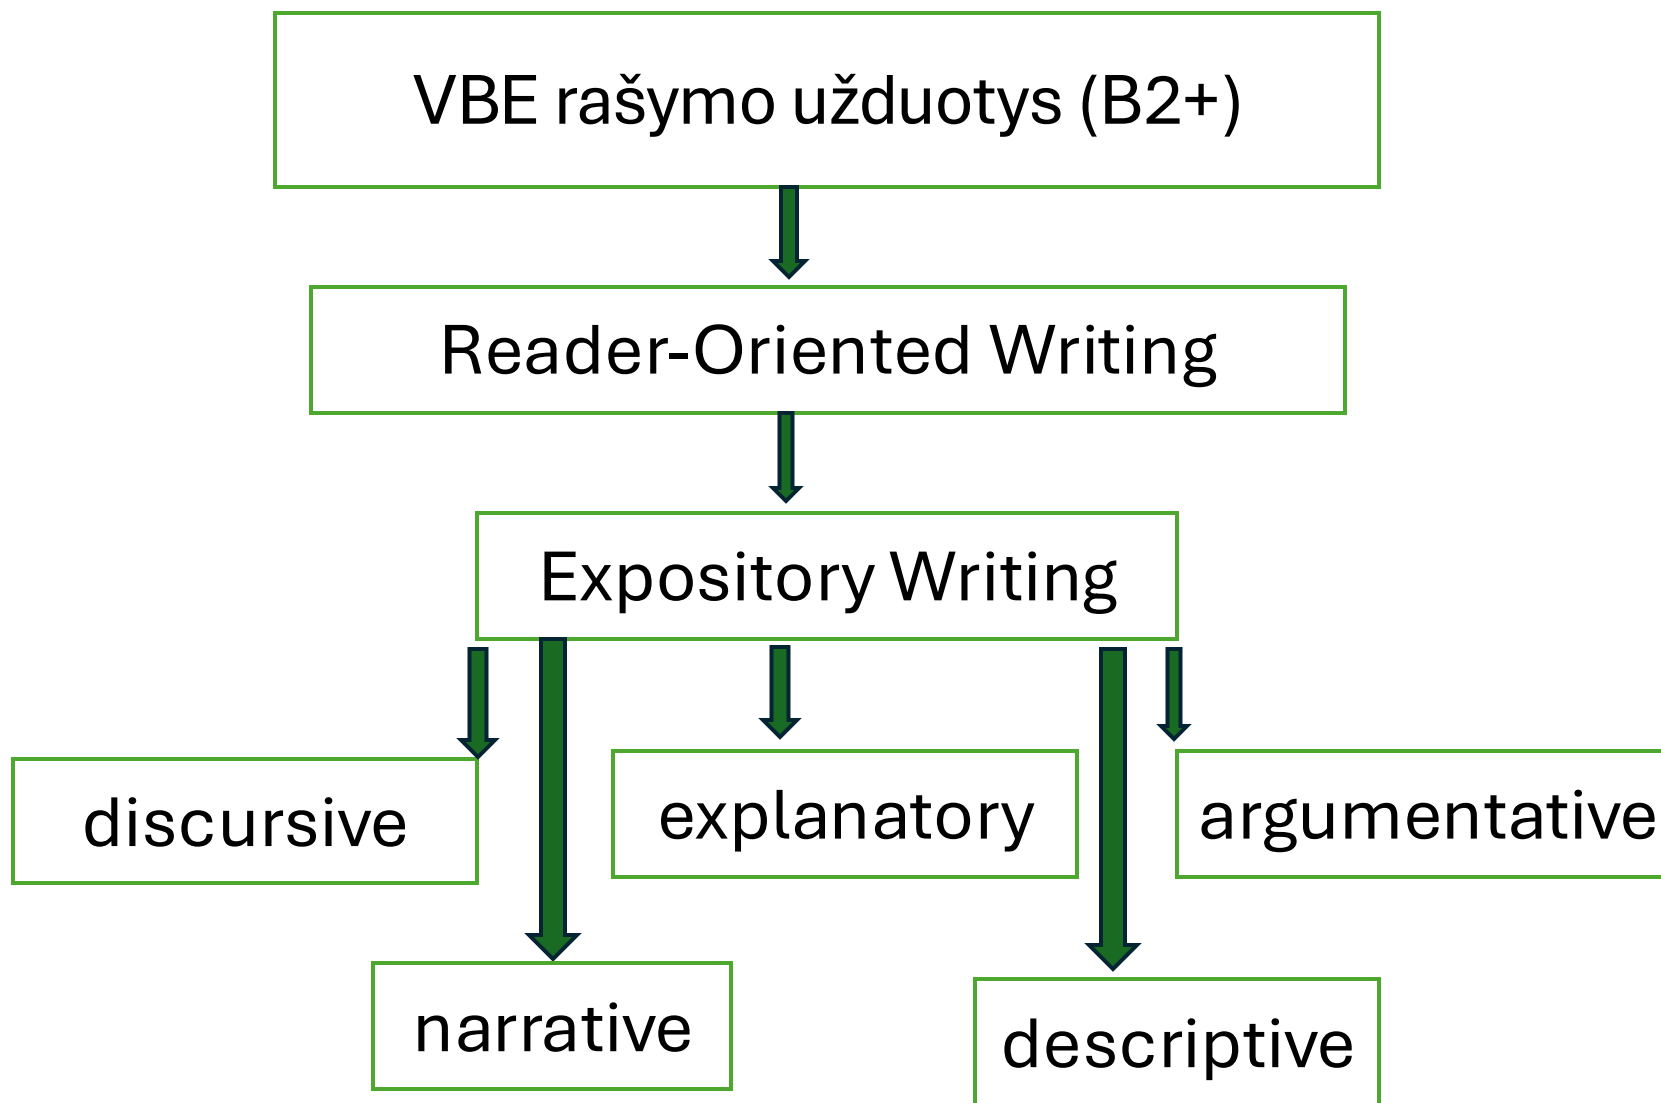 VBE rašymo užduotys (B2+)
Reader-Oriented Writing
Expository Writing
discursive
explanatory
argumentative
narrative
descriptive